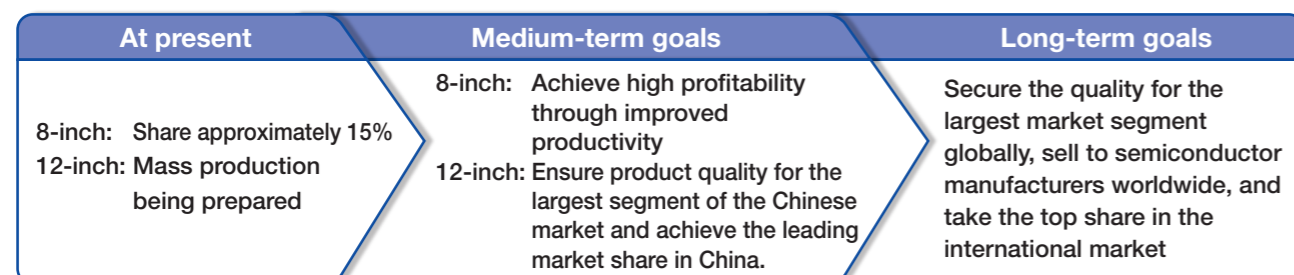 At present
8-inch: Share approximately 15%
12-inch: Mass production
being prepared
Medium-term goals
8-inch: Achieve high profitability
through improved
productivity
12-inch: Ensure product quality for the
largest segment of the Chinese
market and achieve the leading
market share in China.
Long-term goals
Secure the quality for the
largest market segment
globally, sell to semiconductor
manufacturers worldwide, and
take the top share in the
international market